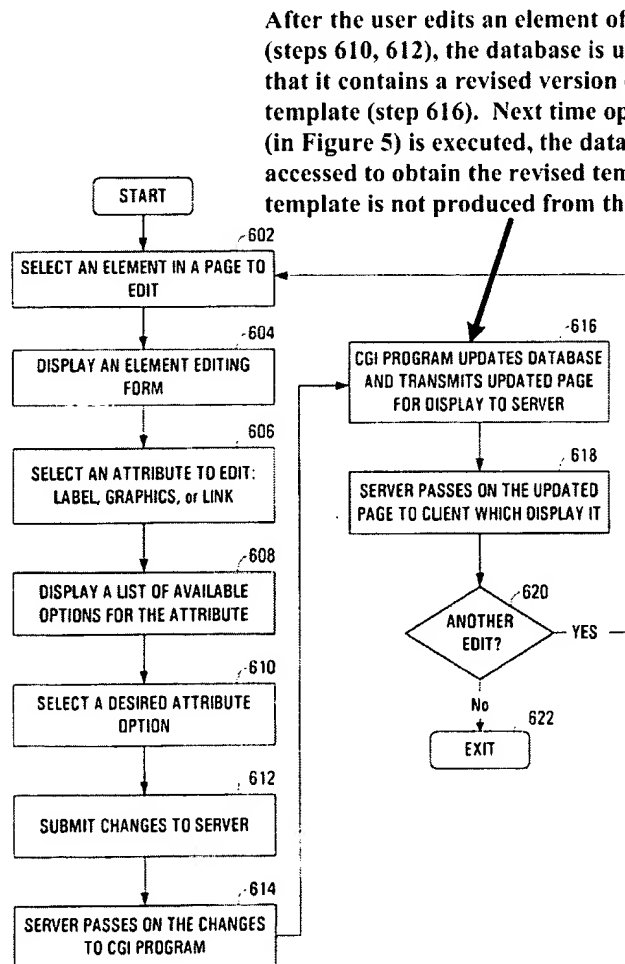 After the user edits an element of
(steps 610, 612), the database is u
that it contains a revised version
template (step 616). Next time op
(in Figure 5) is executed, the data
accessed to obtain the revised tem
template is not produced from the
START
602
SELECT AN ELEMENT IN A PAGE TO
EDIT
604
DISPLAY AN ELEMENT EDITING
FORM
606
SELECT AN ATTRIBUTE TO EDIT:
LABEL, GRAPHICS, or LINK
608
DISPLAY A LIST OF AVAILABLE
OPTIONS FOR THE ATTRIBUTE
610
SELECT A DESIRED ATTRIBUTE
OPTION
612
SUBMIT CHANGES TO SERVER
614
SERVER PASSES ON THE CHANGES
TO CGI PROGRAM
616
CGI PROGRAM UPDATES DATABASE
AND TRANSMITS UPDATED PAGE
FOR DISPLAY TO SERVER
618
SERVER PASSES ON THE UPDATED
PAGE TO CLIENT WHICH DISPLAY IT
620
ANOTHER
EDIT?
YES
No
622
EXIT